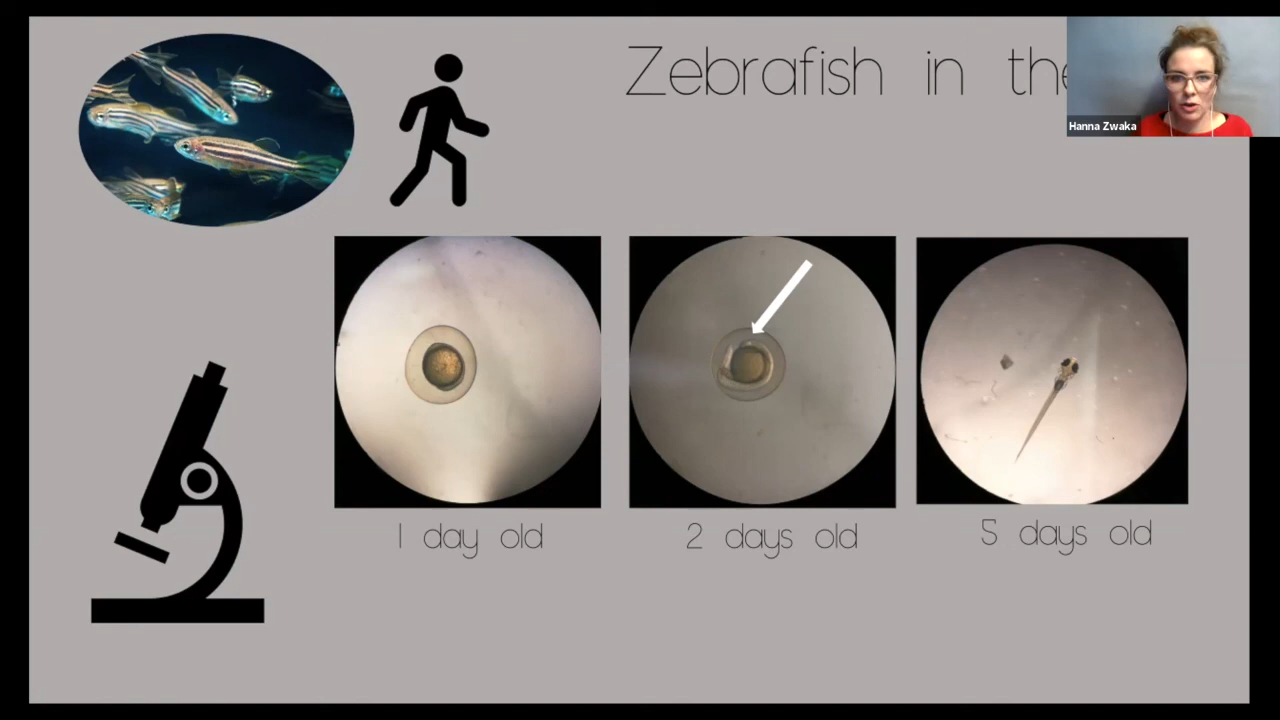 Zebrafish in the
Hanna Zwaka
1 day old
2 days old
5 days old